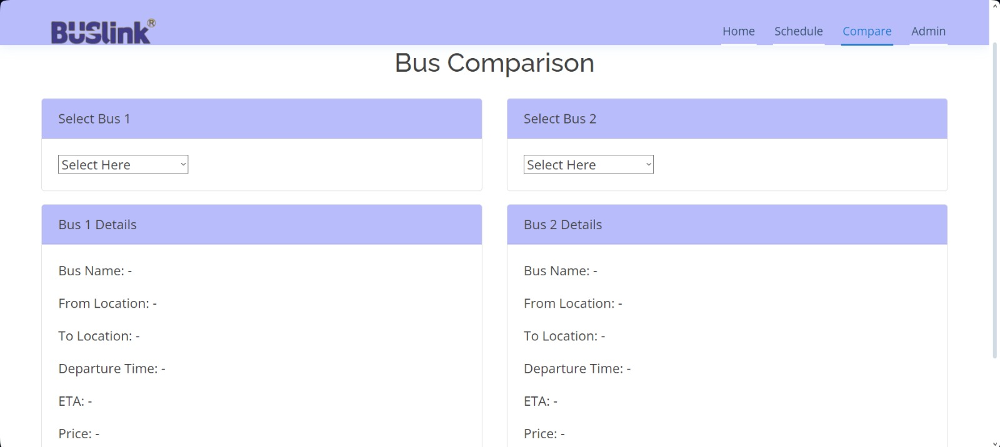 BUSlink®
Home Schedule Compare Admin
Bus Comparison
Select Bus 1
Select Here
Select Bus 2
Select Here
Bus 1 Details
Bus Name: -
From Location: -
To Location: -
Departure Time: -
ETA: -
Price: -
Bus 2 Details
Bus Name: -
From Location: -
To Location: -
Departure Time: -
ETA: -
Price: -